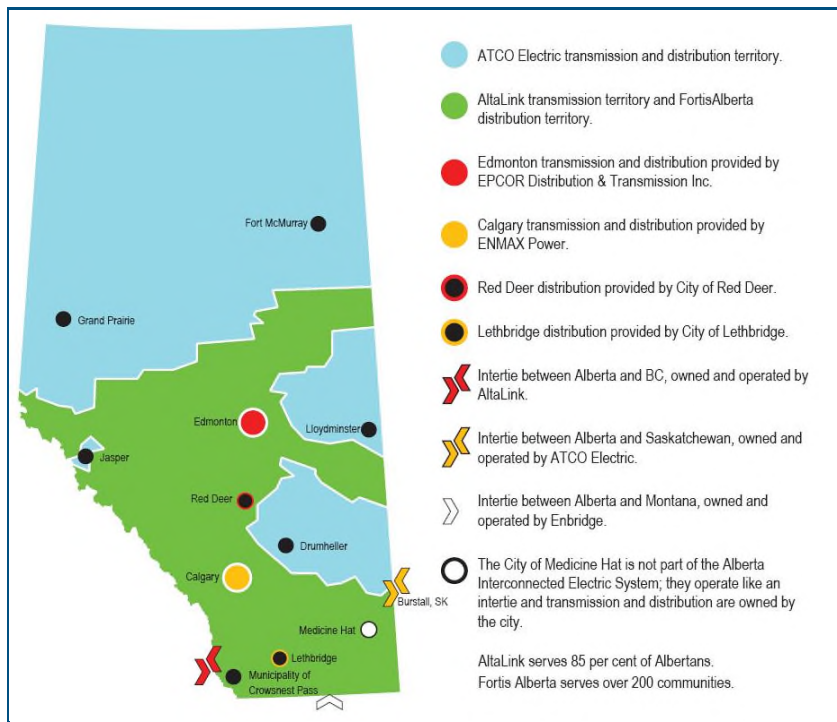 ATCO Electric transmission and distribution territory.
AltaLink transmission territory and FortisAlberta
distribution territory.
Edmonton transmission and distribution provided by
EPCOR Distribution & Transmission Inc.
Calgary transmission and distribution provided by
ENMAX Power.
Red Deer distribution provided by City of Red Deer.
Lethbridge distribution provided by City of Lethbridge.
Intertie between Alberta and BC, owned and operated by
AltaLink.
Intertie between Alberta and Saskatchewan, owned and
operated by ATCO Electric.
Intertie between Alberta and Montana, owned and
operated by Enbridge.
The City of Medicine Hat is not part of the Alberta
Interconnected Electric System; they operate like an
intertie and transmission and distribution are owned by
the city.
AltaLink serves 85 per cent of Albertans.
Fortis Alberta serves over 200 communities.
Fort McMurray
Grand Prairie
Edmonton
Lloydminster
Jasper
Red Deer
Drumheller
Calgary
Burstall, SK
Medicine Hat
Lethbridge
Municipality of
Crowsnest Pass